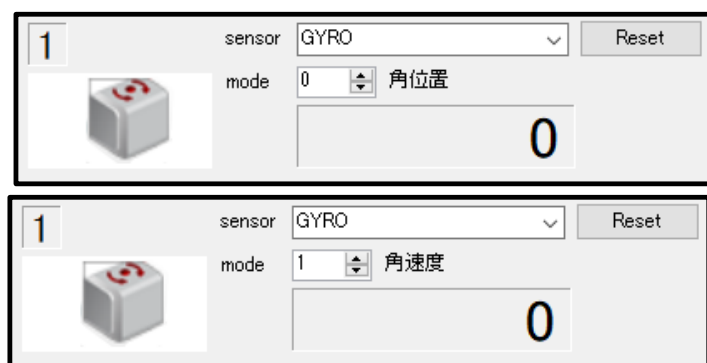 1 sensor GYRO Reset
mode 0 角位置
0
1 sensor GYRO Reset
mode 1 角速度
0